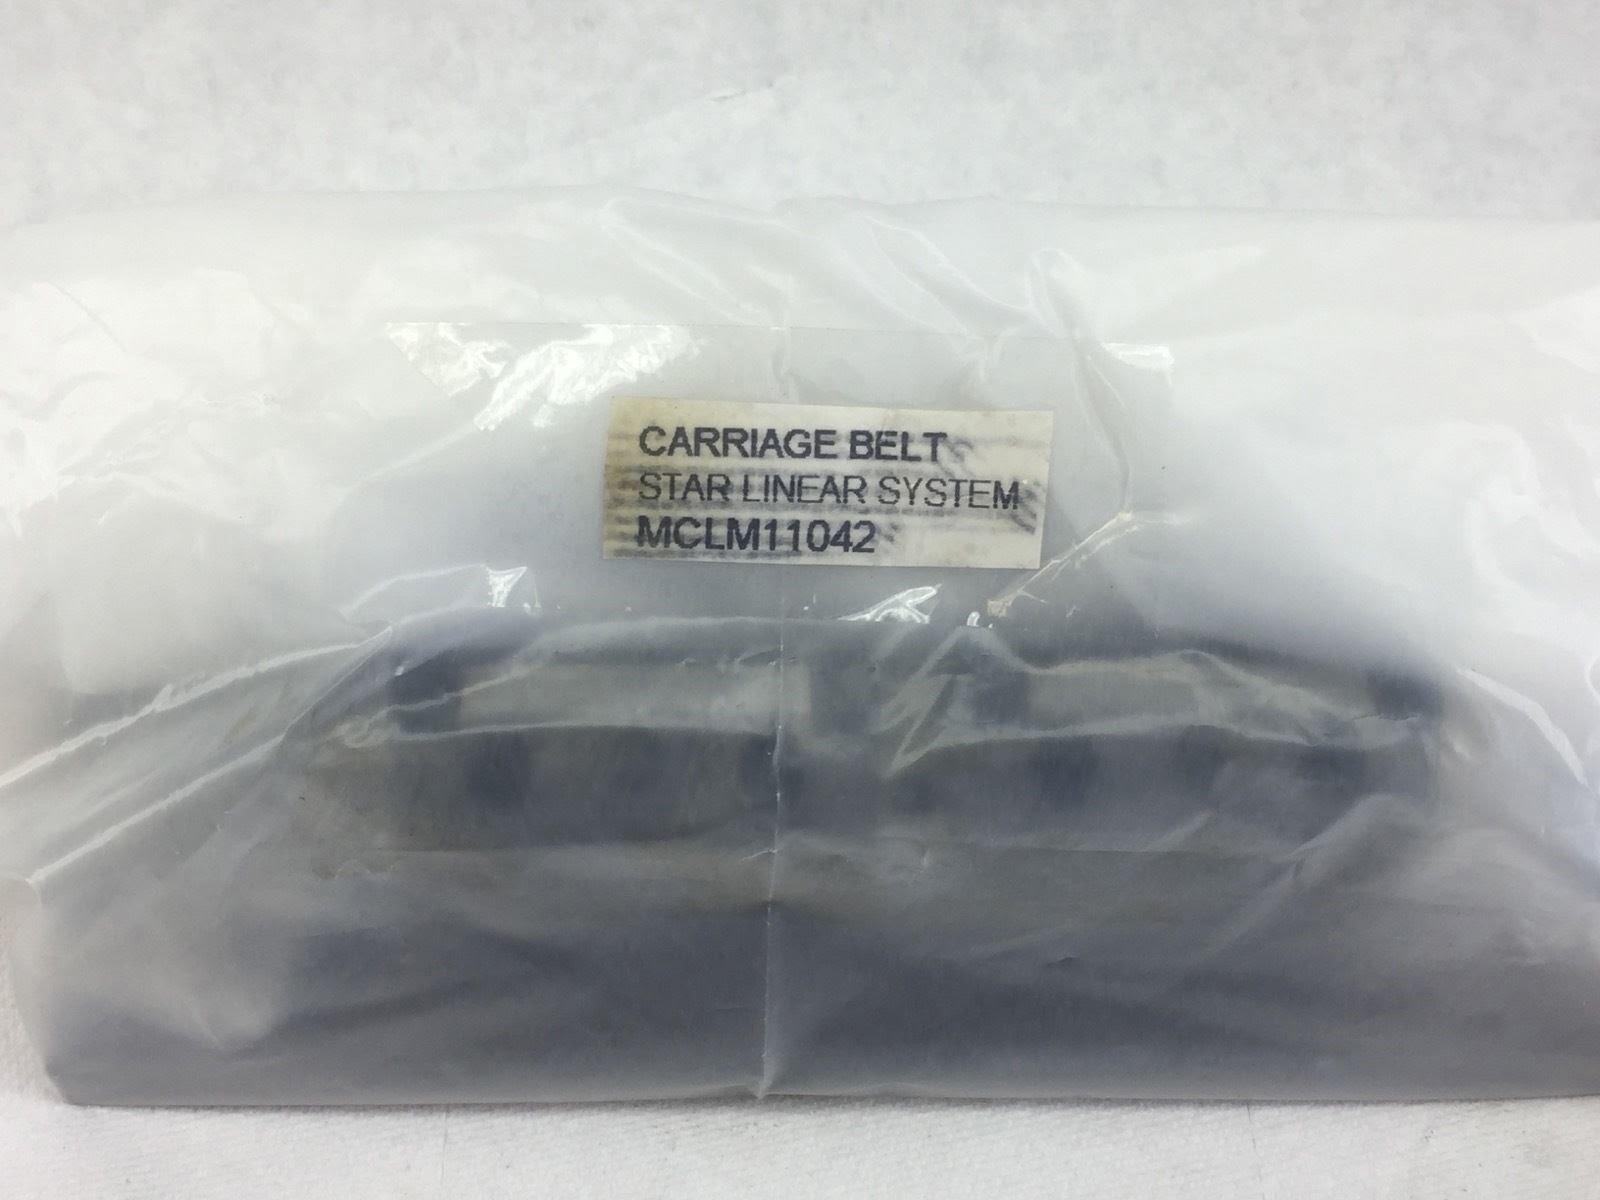 CARRIAGE BELT
STAR LINEAR SYSTEM
MCLM11042